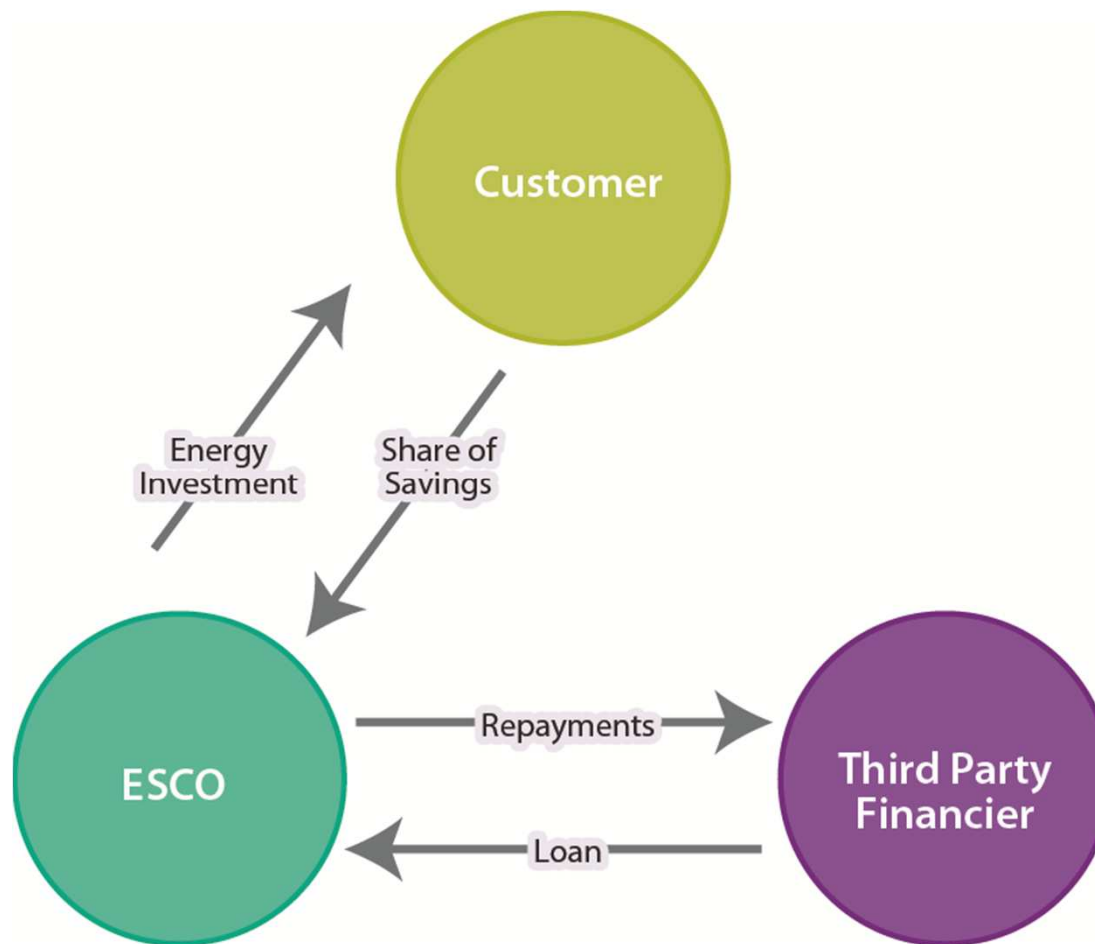 Customer
Energy
Investment
Share of
Savings
ESCO
Repayments
Loan
Third Party
Financier